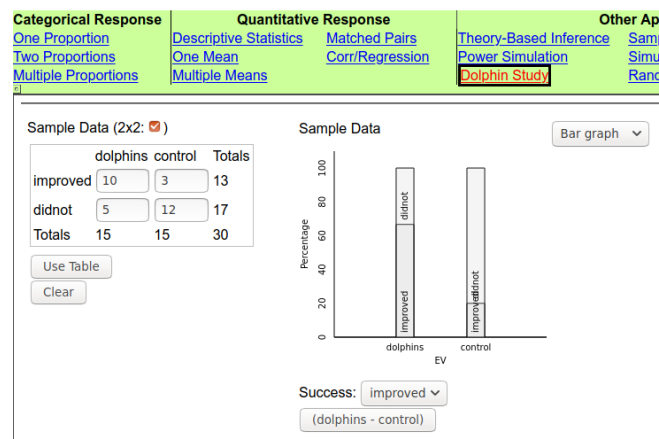 Categorical Response Quantitative Response Other Ap
One Proportion Descriptive Statistics Matched Pairs Theory-Based Inference Samp
Two Proportions One Mean Corr/Regression Power Simulation Simu
Multiple Proportions Multiple Means Dolphin Study Rand
Sample Data (2x2: )
dolphins control Totals
improved 10 3 13
didnot 5 12 17
Totals 15 15 30
Use Table
Clear
Sample Data
Bar graph
Percentage
100
80
60
40
20
0
didnot
improved
didnot
improved
dolphins control
EV
Success: improved
(dolphins - control)